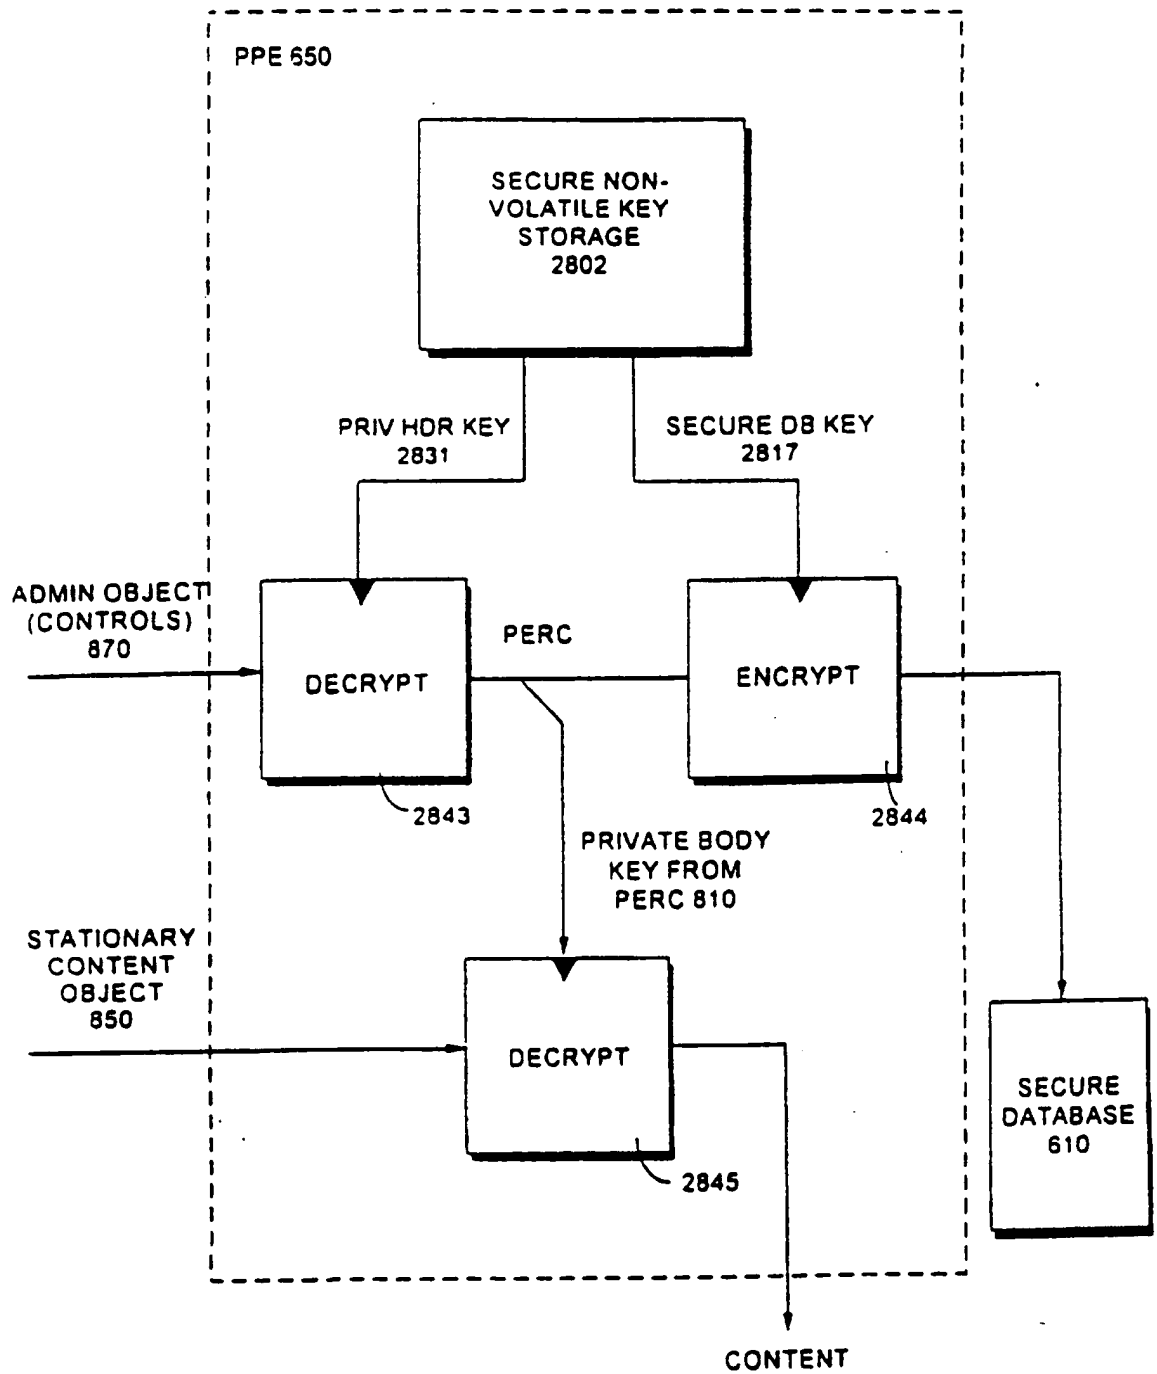 PPE 650
SECURE NON-
VOLATILE KEY
STORAGE
2802
PRIV HDR KEY
2831
SECURE DB KEY
2817
ADMIN OBJECT
(CONTROLS)
870
DECRYPT
PERC
ENCRYPT
2843
2844
PRIVATE BODY
KEY FROM
PERC 810
STATIONARY
CONTENT
OBJECT
850
DECRYPT
2845
SECURE
DATABASE
610
CONTENT